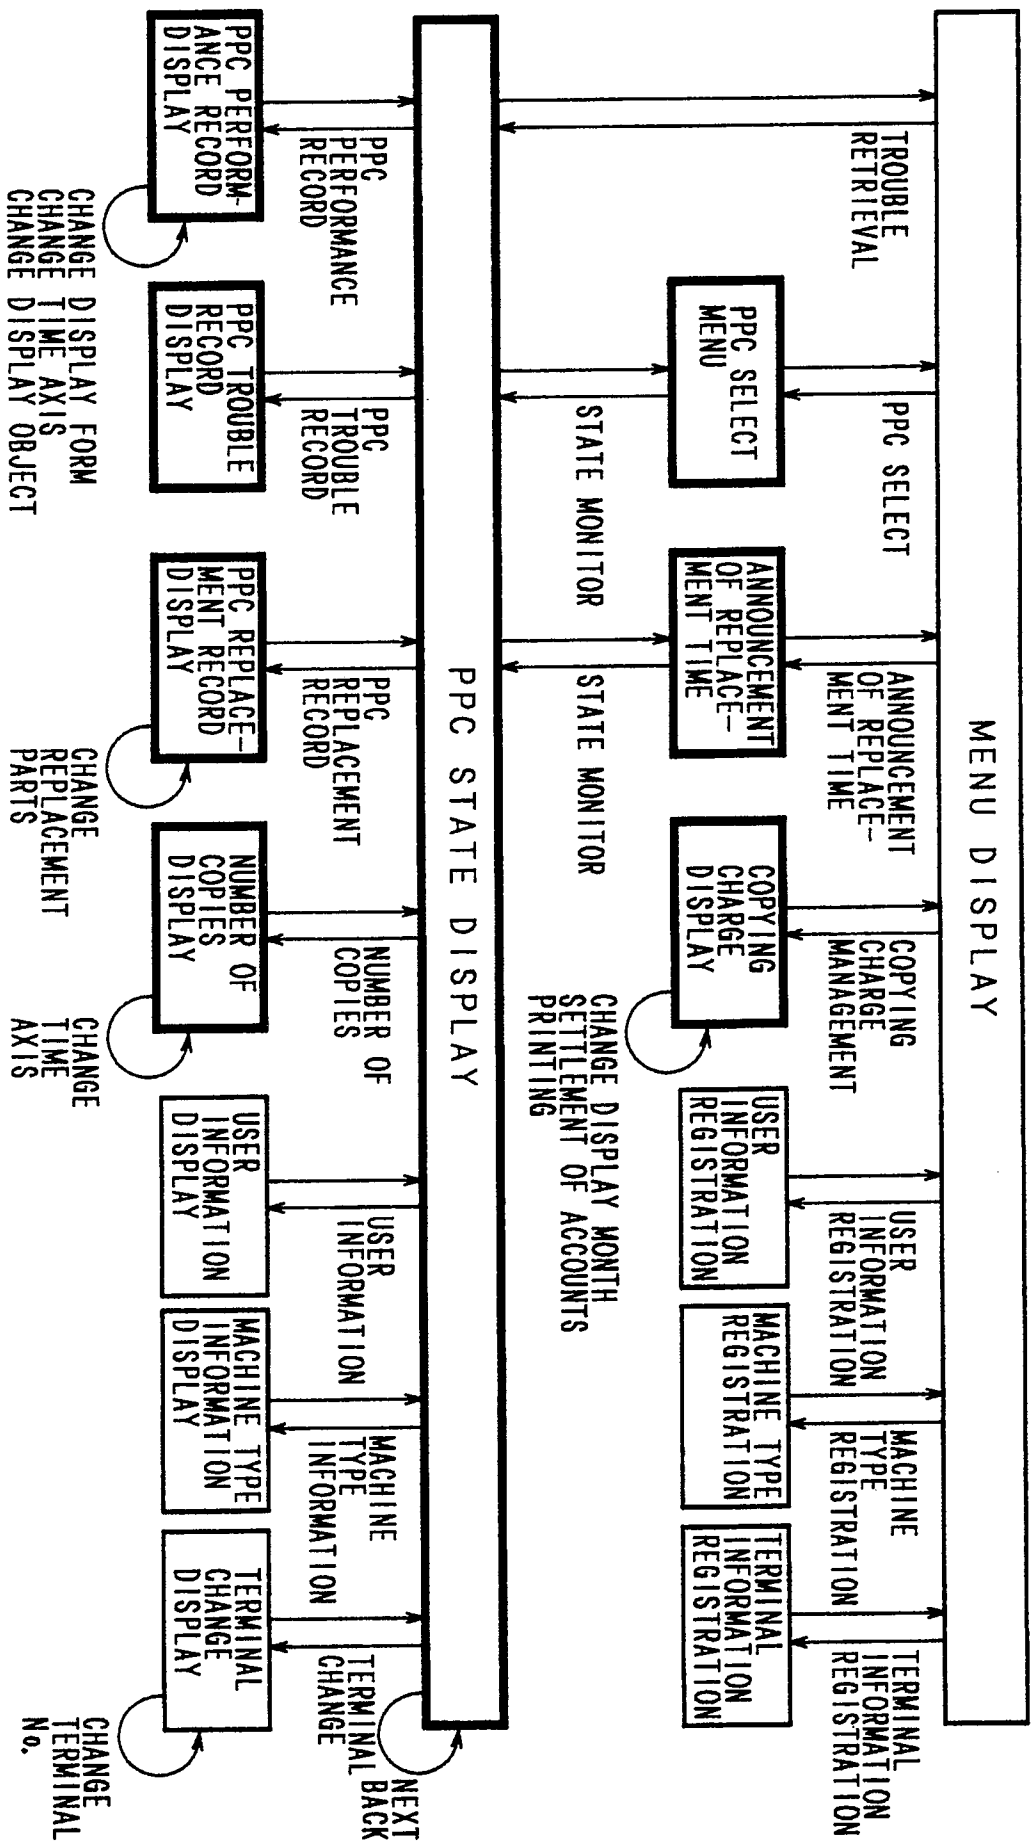 MENU DISPLAY
TROUBLE
RETRIEVAL
PPC SELECT
ANNOUNCEMENT
OF REPLACE-
MENT TIME
COPYING
CHARGE
MANAGEMENT
USER
INFORMATION
REGISTRATION
MACHINE
TYPE
REGISTRATION
TERMINAL
INFORMATION
REGISTRATION
PPC SELECT
MENU
ANNOUNCEMENT
OF REPLACE-
MENT TIME
COPYING
CHARGE
DISPLAY
USER
INFORMATION
REGISTRATION
MACHINE TYPE
REGISTRATION
TERMINAL
INFORMATION
REGISTRATION
STATE MONITOR
STATE MONITOR
CHANGE DISPLAY MONTH
SETTLEMENT OF ACCOUNTS
PRINTING
PPC STATE DISPLAY
NEXT
BACK
PPC
PERFORMANCE
RECORD
PPC
TROUBLE
RECORD
PPC
REPLACEMENT
RECORD
NUMBER OF
COPIES
USER
INFORMATION
MACHINE
TYPE
INFORMATION
TERMINAL
CHANGE
PPC PERFORM-
ANCE RECORD
DISPLAY
PPC TROUBLE
RECORD
DISPLAY
PPC REPLACE-
MENT RECORD
DISPLAY
NUMBER OF
COPIES
DISPLAY
USER
INFORMATION
DISPLAY
MACHINE TYPE
INFORMATION
DISPLAY
TERMINAL
CHANGE
DISPLAY
CHANGE DISPLAY FORM
CHANGE TIME AXIS
CHANGE DISPLAY OBJECT
CHANGE
REPLACEMENT
PARTS
CHANGE
TIME
AXIS
CHANGE
TERMINAL
No.